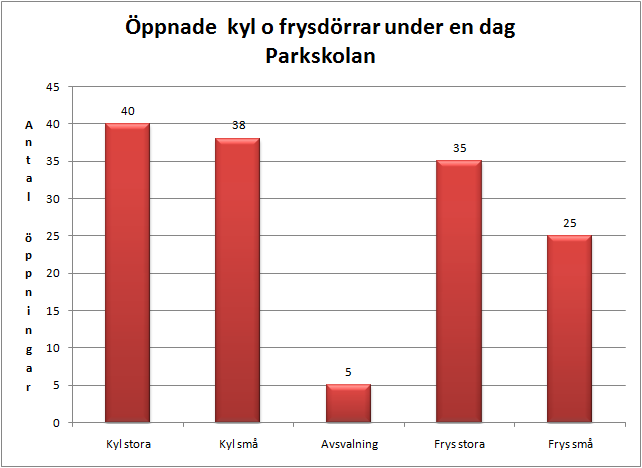 Öppnade  kyl o frysdörrar under en dag
Parkskolan
Antal öppningar
45
40
35
30
25
20
15
10
5
0
40
38
5
35
25
Kyl stora
Kyl små
Avsvalning
Frys stora
Frys små